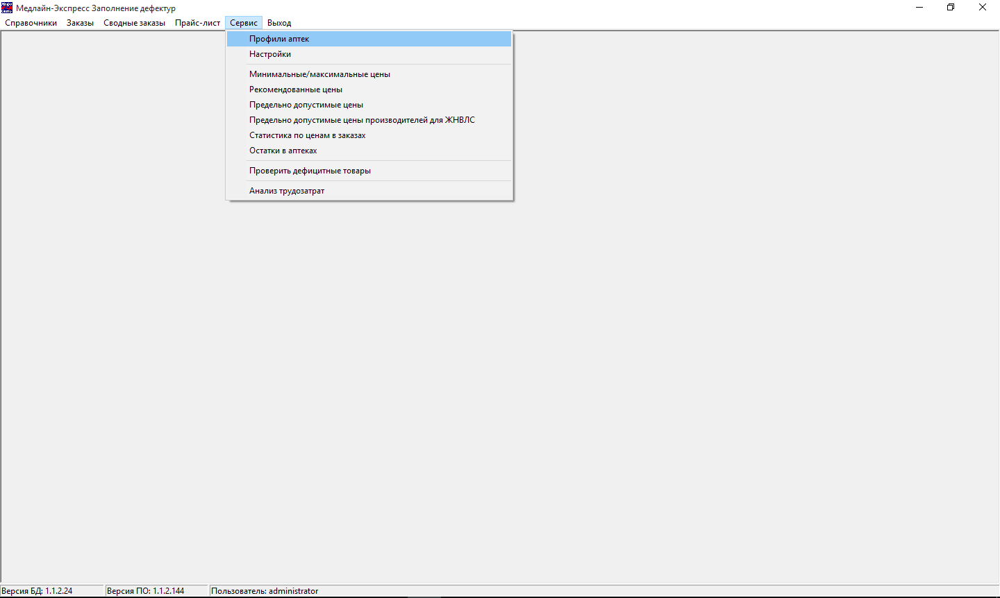 Медлайн-Экспресс Заполнение дефектур
Справочники Заказы Сводные заказы Прайс-лист Сервис Выход
Профили аптек
Настройки
Минимальные/максимальные цены
Рекомендованные цены
Предельно допустимые цены
Предельно допустимые цены производителей для ЖНВЛС
Статистика по ценам в заказах
Остатки в аптеках
Проверить дефицитные товары
Анализ трудозатрат
Версия БД: 1.1.2.24 Версия ПО: 1.1.2.144 Пользователь: administrator